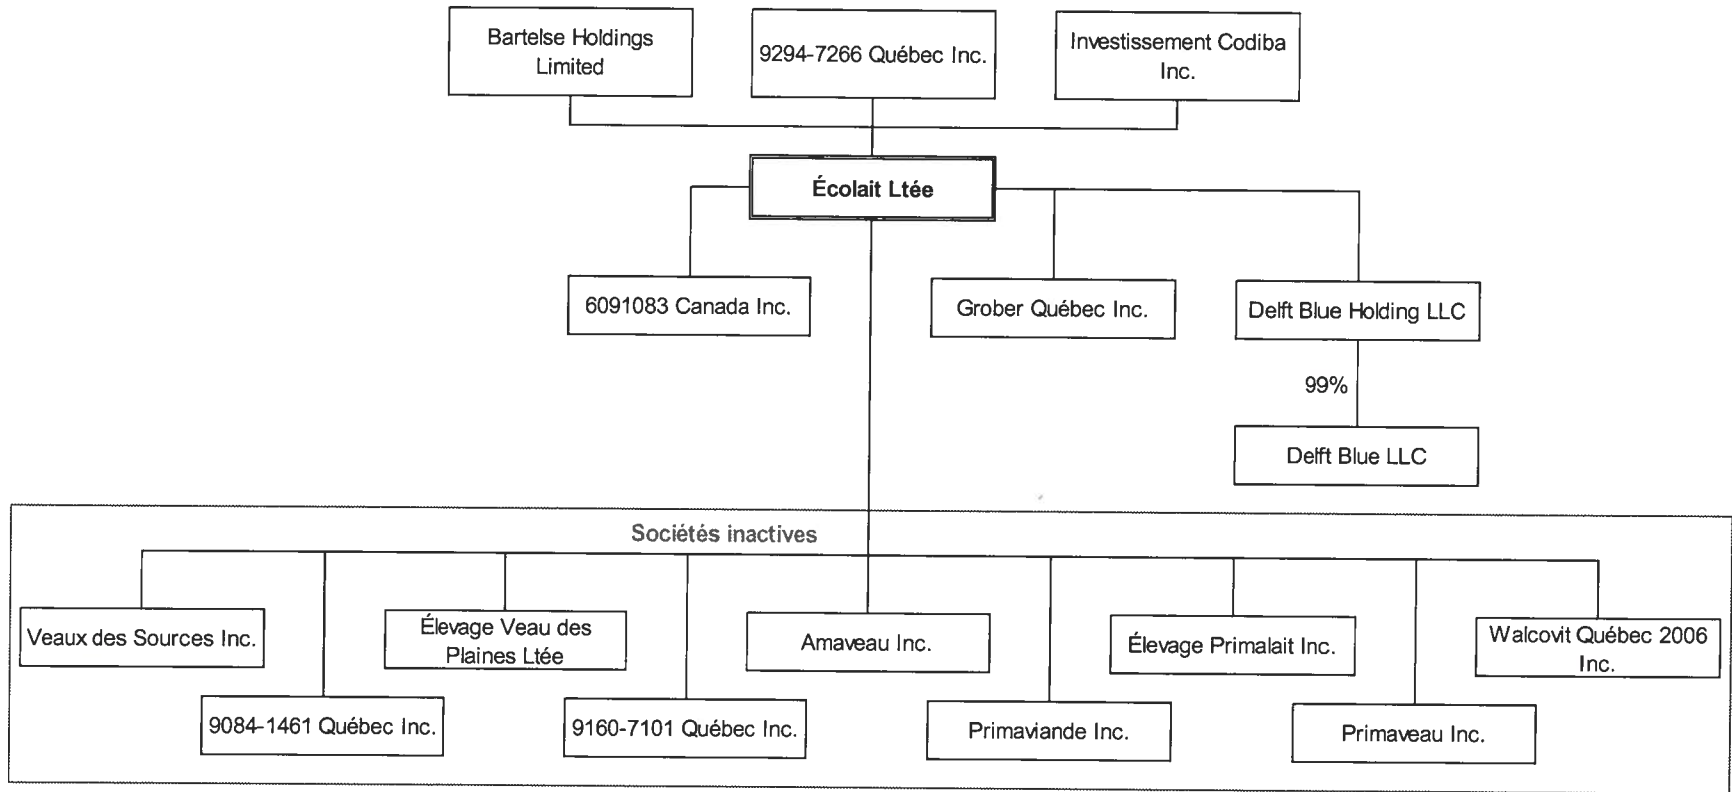 Bartelse Holdings
Limited
9294-7266 Québec Inc.
Investissement Codiba
Inc.
Écolait Ltée
6091083 Canada Inc.
Grober Québec Inc.
Delft Blue Holding LLC
99%
Delft Blue LLC
Sociétés inactives
Veaux des Sources Inc.
Élevage Veau des
Plaines Ltée
Amaveau Inc.
Élevage Primalait Inc.
Walcovit Québec 2006
Inc.
9084-1461 Québec Inc.
9160-7101 Québec Inc.
Primaviande Inc.
Primaveau Inc.